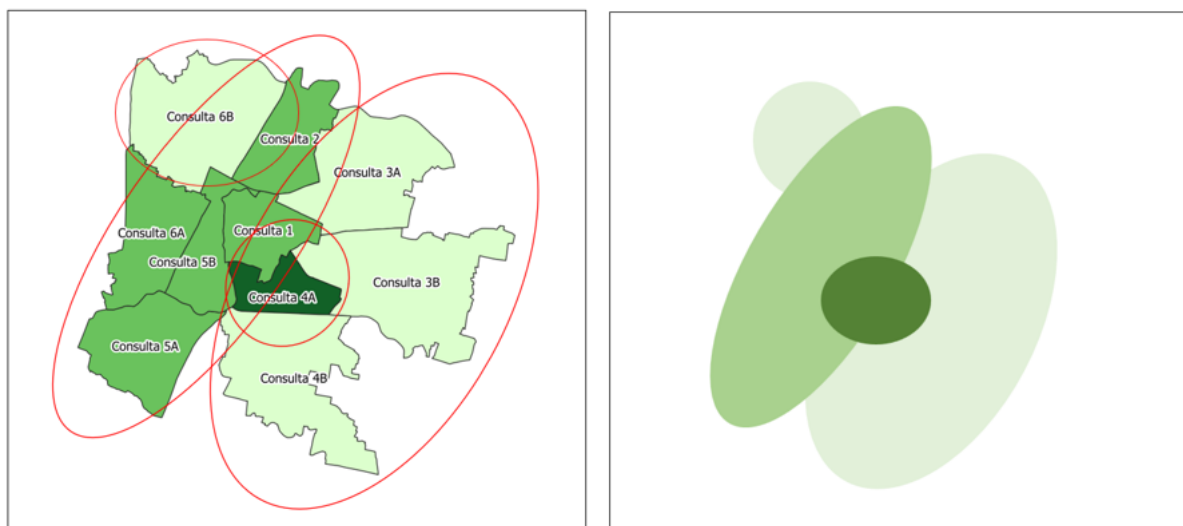 Consulta 6B
Consulta 2
Consulta 3A
Consulta 6A
Consulta 1
Consulta 5B
Consulta 3B
Consulta 4A
Consulta 5A
Consulta 4B